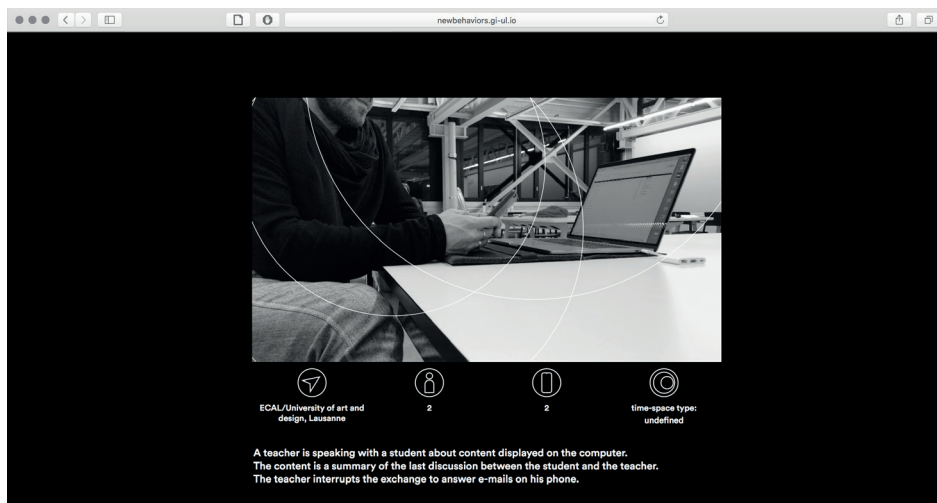 newbehaviors.gi-ul.io
ECAL/University of art and
design, Lausanne
2
2
time-space type:
undefined
A teacher is speaking with a student about content displayed on the computer.
The content is a summary of the last discussion between the student and the teacher.
The teacher interrupts the exchange to answer e-mails on his phone.